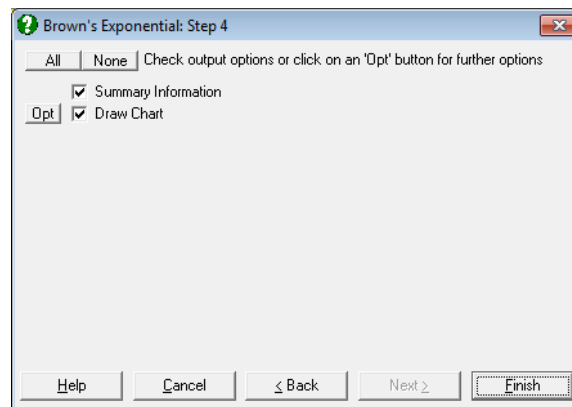 Brown's Exponential: Step 4
All None Check output options or click on an 'Opt' button for further options
Summary Information
Opt Draw Chart
Help Cancel < Back Next > Finish